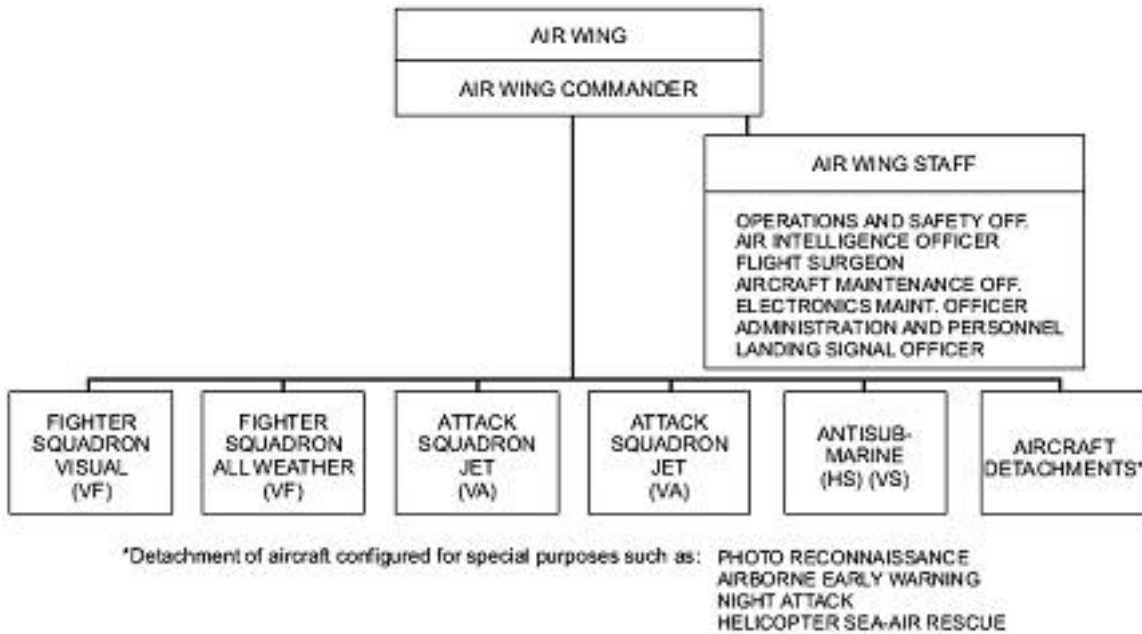 AIR WING
AIR WING COMMANDER
AIR WING STAFF
OPERATIONS AND SAFETY OFF.
AIR INTELLIGENCE OFFICER
FLIGHT SURGEON
AIRCRAFT MAINTENANCE OFF.
ELECTRONICS MAINT. OFFICER
ADMINISTRATION AND PERSONNEL
LANDING SIGNAL OFFICER
FIGHTER
SQUADRON
VISUAL
(VF)
FIGHTER
SQUADRON
ALL WEATHER
(VF)
ATTACK
SQUADRON
JET
(VA)
ATTACK
SQUADRON
JET
(VA)
ANTISUB-
MARINE
(HS) (VS)
AIRCRAFT
DETACHMENTS*
*Detachment of aircraft configured for special purposes such as: PHOTO RECONNAISSANCE
AIRBORNE EARLY WARNING
NIGHT ATTACK
HELICOPTER SEA-AIR RESCUE